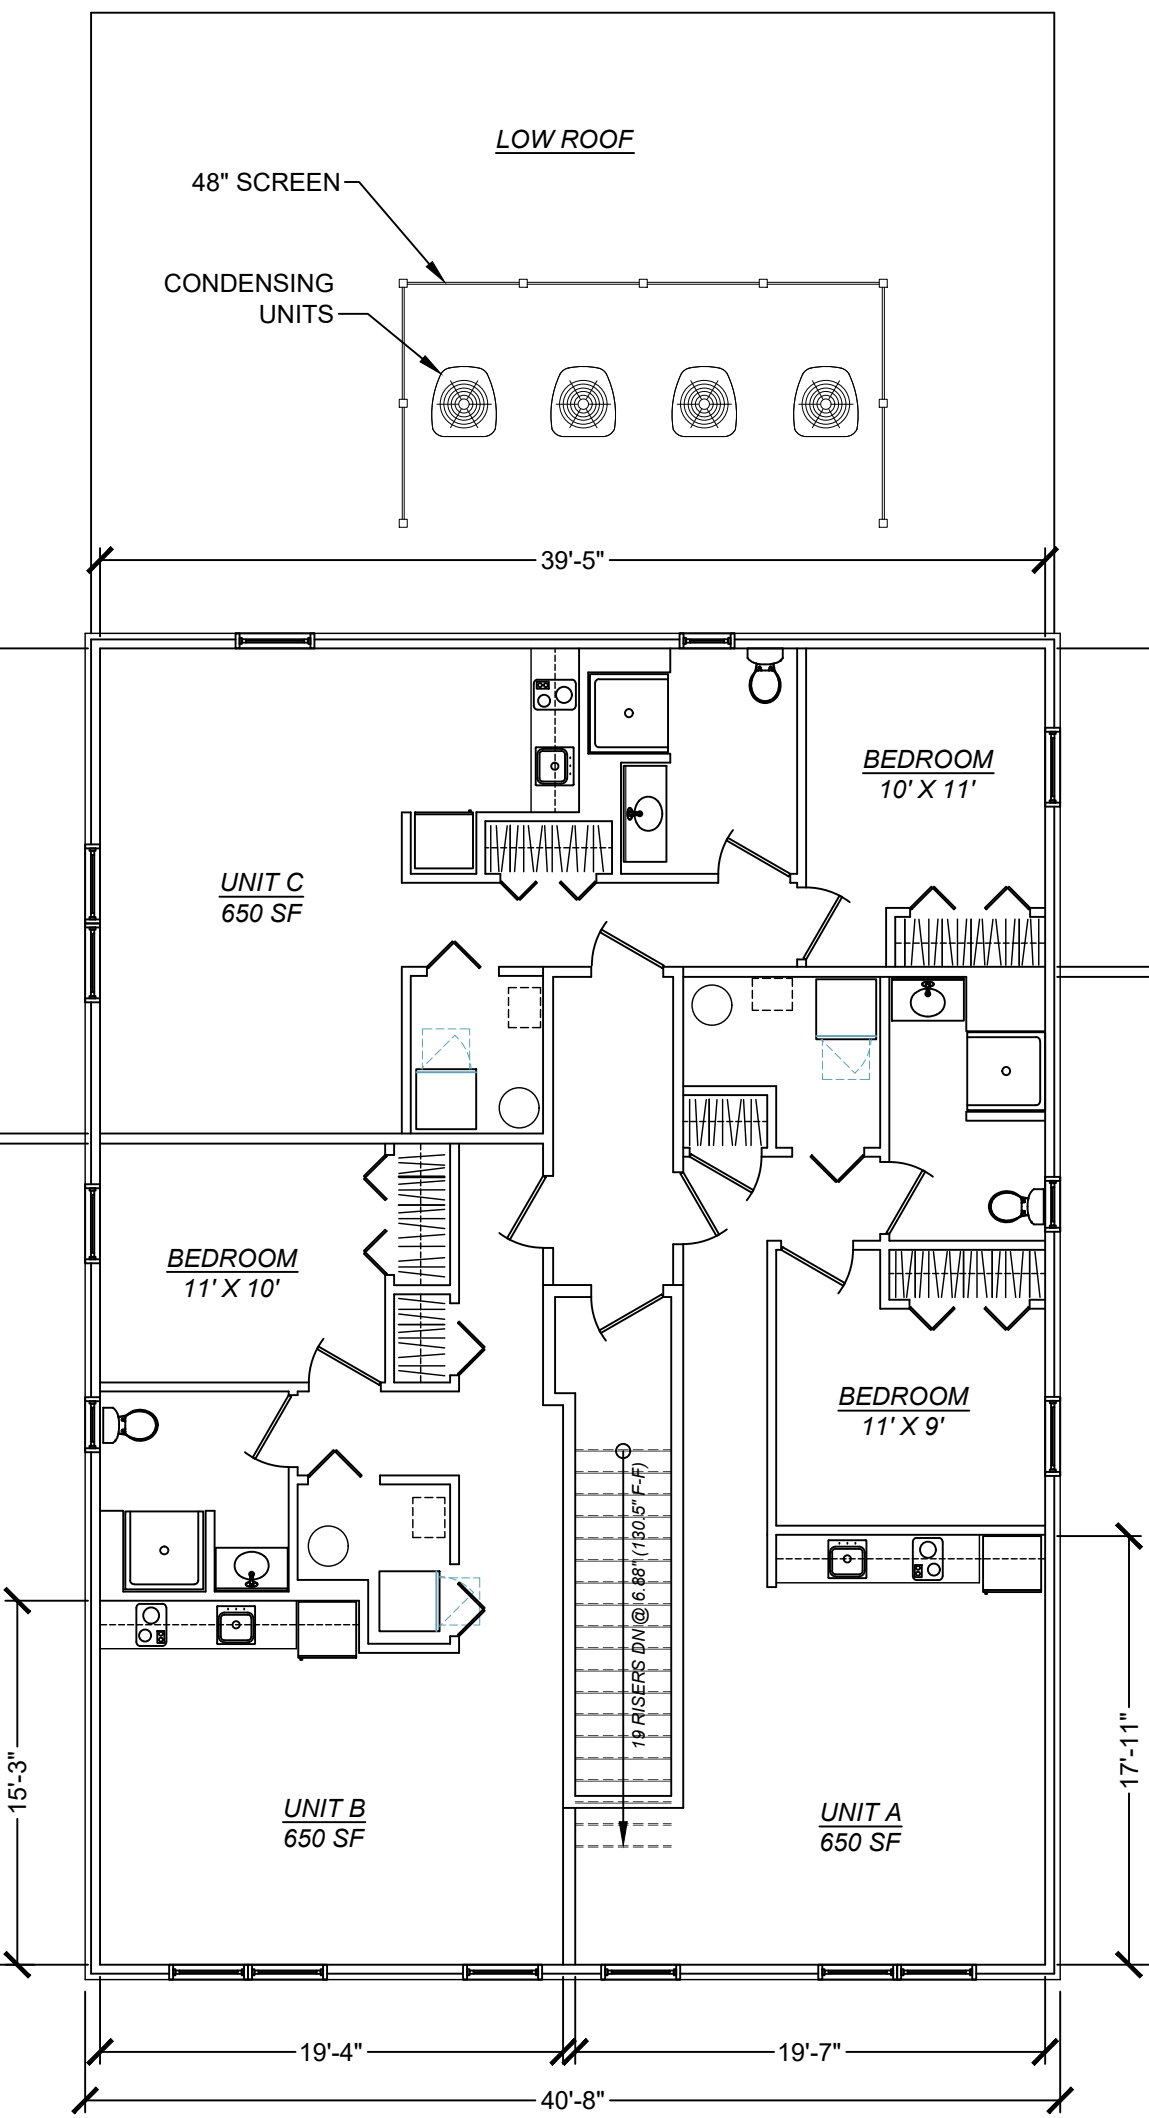 LOW ROOF
48" SCREEN
CONDENSING
UNITS
39'-5"
BEDROOM
10' X 11'
UNIT C
650 SF
BEDROOM
11' X 10'
BEDROOM
11' X 9'
19 RISERS DN @ 6.88" (130.5" F-F)
15'-3"
17'-11"
UNIT B
650 SF
UNIT A
650 SF
19'-4"
19'-7"
40'-8"